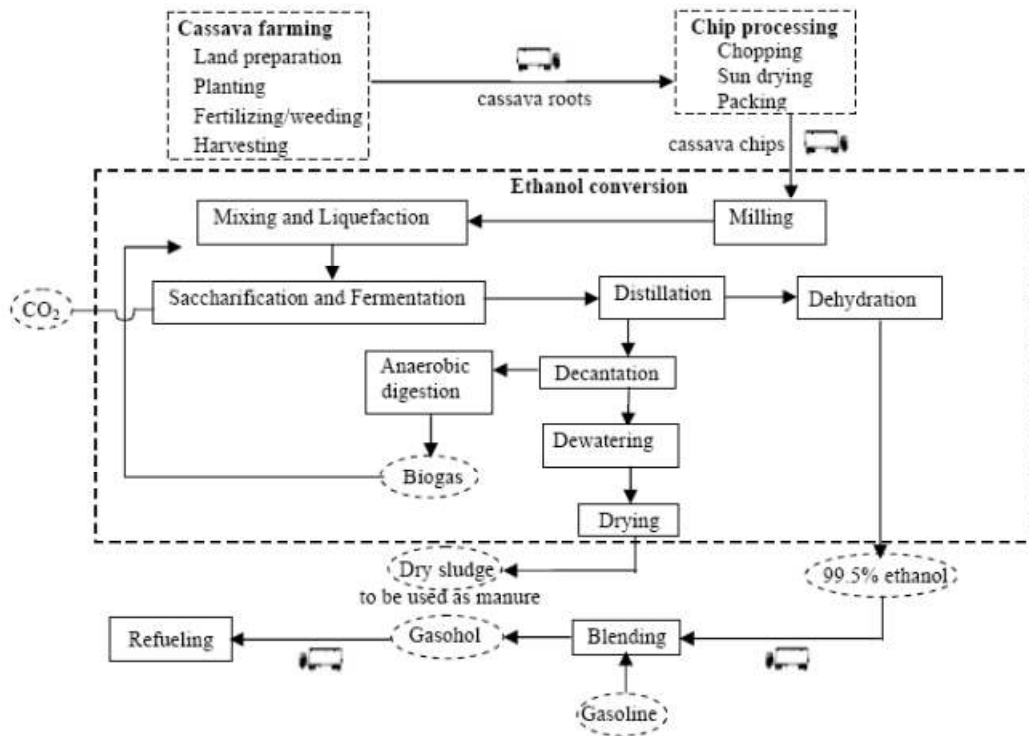 Cassava farming
Land preparation
Planting
Fertilizing/weeding
Harvesting
cassava roots
Chip processing
Chopping
Sun drying
Packing
cassava chips
Ethanol conversion
Mixing and Liquefaction
Milling
CO₂
Saccharification and Fermentation
Distillation
Dehydration
Anaerobic
digestion
Decantation
Biogas
Dewatering
Drying
Dry sludge
to be used as manure
99.5% ethanol
Refueling
Gasohol
Blending
Gasoline